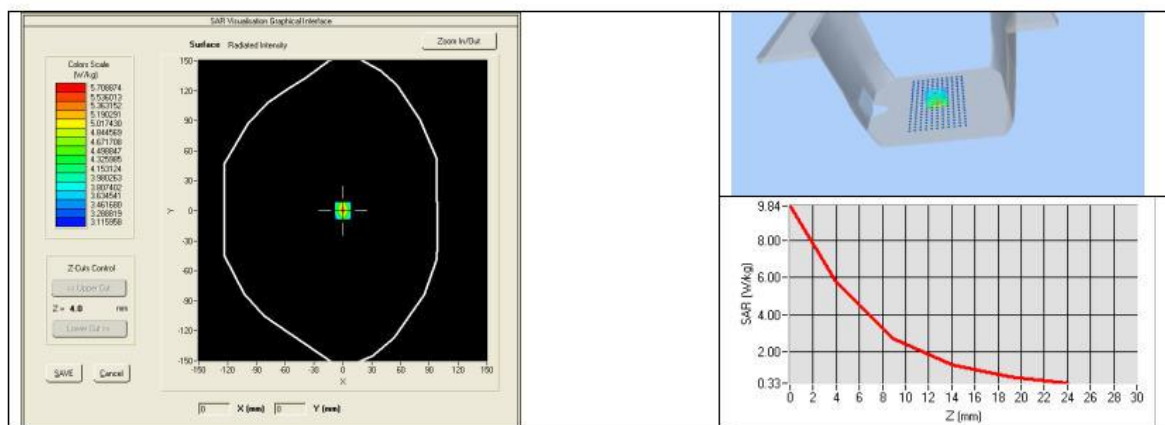 SAR Visualisation Graphical Interface
Surface Radiated Intensity
Zoom In/Out
Colors Scale
(W/kg)
5.708874
5.536013
5.363152
5.190291
5.017430
4.844569
4.671708
4.498847
4.325985
4.153124
3.980263
3.807402
3.634541
3.461680
3.288819
3.115958
Z-Cuts Control
<< Upper Cut
Z = 4.0 mm
Lower Cut >>
SAVE Cancel
150
120
90
60
30
0
-30
-60
-90
-120
-150
Y
-150 -120 -90 -60 -30 0 30 60 90 120 150
X
0 X (mm) 0 Y (mm)
9.84
8.00
6.00
4.00
2.00
0.33
SAR (W/kg)
0 2 4 6 8 10 12 14 16 18 20 22 24 26 28 30
Z (mm)